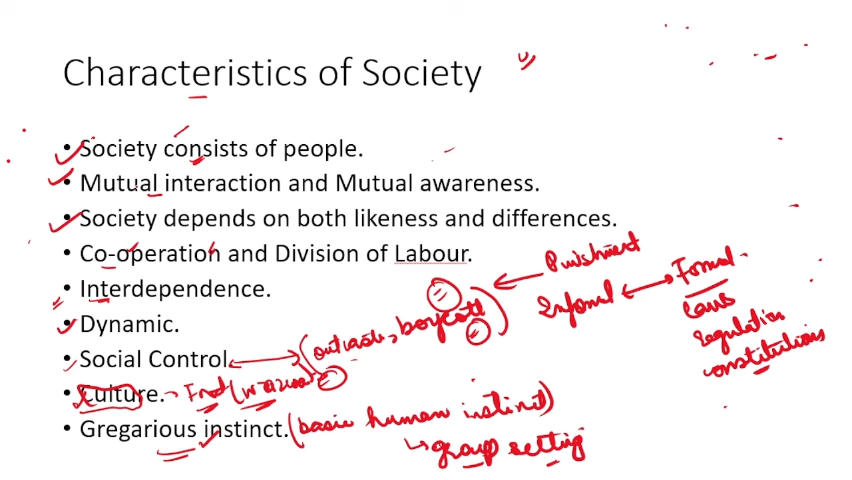 Characteristics of Society
• Society consists of people.
• Mutual interaction and Mutual awareness.
• Society depends on both likeness and differences.
• Co-operation and Division of Labour.
• Interdependence.
• Dynamic.
• Social Control.
• Culture.
• Gregarious instinct.
Punishment
Informal
Formal
Laws
regulation
constitutions
boycott
(basic human instinct)
group setting